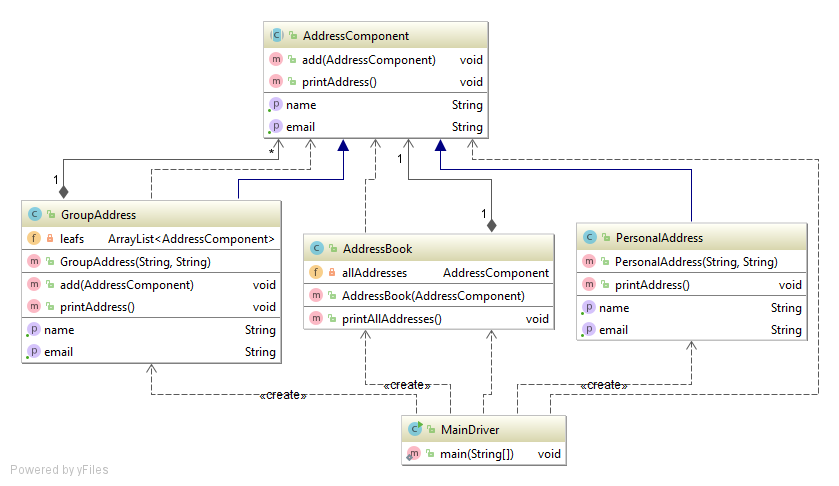 AddressComponent
m add(AddressComponent) void
m printAddress() void
p name String
p email String
*
1
1
1
C GroupAddress
f leafs ArrayList<AddressComponent>
m GroupAddress(String, String)
m add(AddressComponent) void
m printAddress() void
p name String
p email String
C AddressBook
f allAddresses AddressComponent
m AddressBook(AddressComponent)
m printAllAddresses() void
C PersonalAddress
m PersonalAddress(String, String)
m printAddress() void
p name String
p email String
«create»
«create»
«create»
C MainDriver
m main(String[]) void
Powered by yFiles